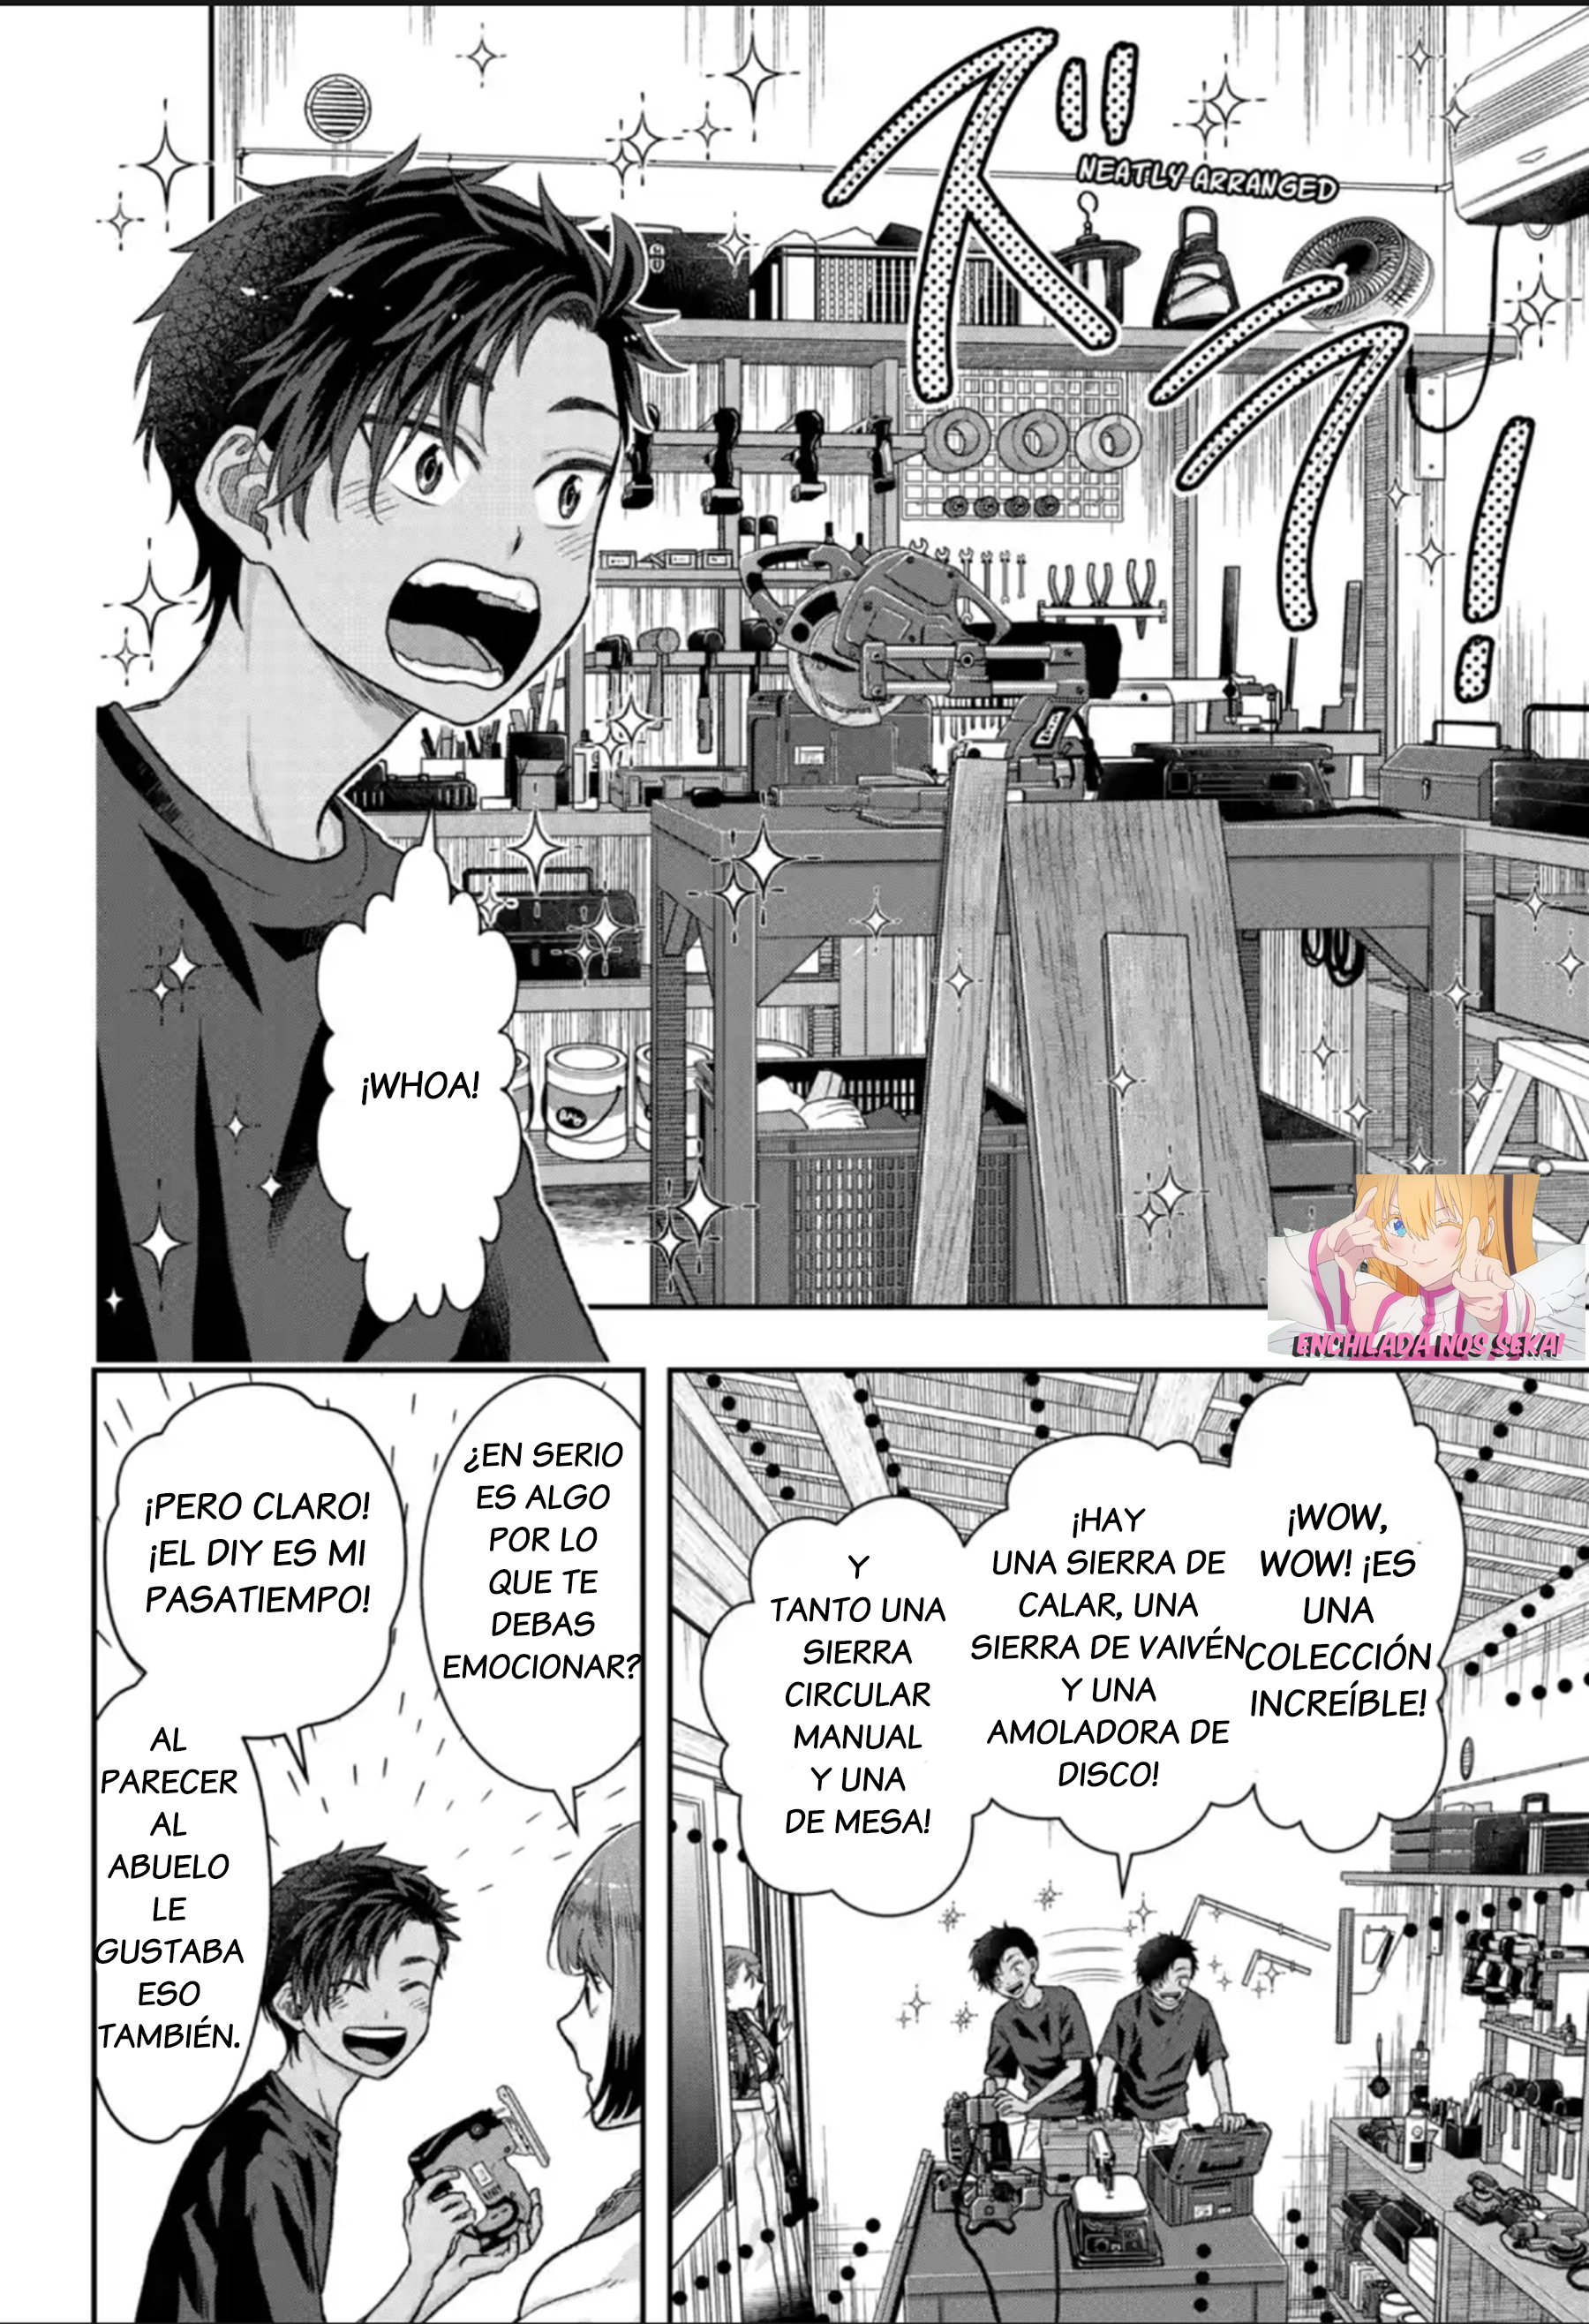 ズラッ!
NEATLY ARRANGED
¡WHOA!
ENCHILADA NOS SEKAI
¡WOW,
WOW! ¡ES
UNA
COLECCIÓN
INCREÍBLE!
¡HAY
UNA SIERRA DE
CALAR, UNA
SIERRA DE VAIVÉN
Y UNA
AMOLADORA DE
DISCO!
Y
TANTO UNA
SIERRA
CIRCULAR
MANUAL
Y UNA
DE MESA!
¿EN SERIO
ES ALGO
POR LO
QUE TE
DEBAS
EMOCIONAR?
¡PERO CLARO!
¡EL DIY ES MI
PASATIEMPO!
AL
PARECER
AL
ABUELO
LE
GUSTABA
ESO
TAMBIÉN.